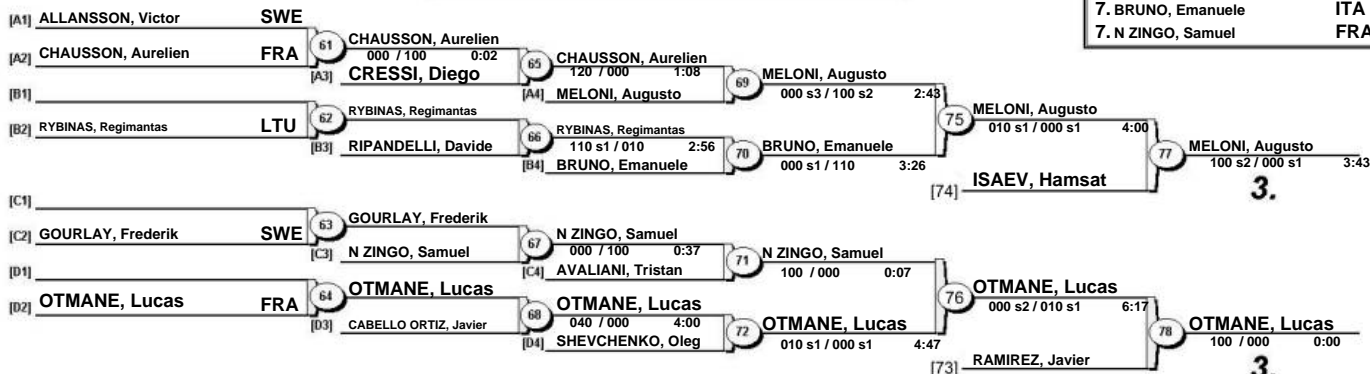 7. BRUNO, Emanuele ITA
7. N ZINGO, Samuel FRA
[A1] ALLANSSON, Victor SWE
61 CHAUSSON, Aurelien
000 / 100 0:02
[A2] CHAUSSON, Aurelien FRA
[A3] CRESSI, Diego
65 CHAUSSON, Aurelien
120 / 000 1:08
[A4] MELONI, Augusto
69 MELONI, Augusto
000 s3 / 100 s2 2:43
[B1]
62 RYBINAS, Regimantas
[B2] RYBINAS, Regimantas LTU
[B3] RIPANDELLI, Davide
66 RYBINAS, Regimantas
110 s1 / 010 2:56
[B4] BRUNO, Emanuele
70 BRUNO, Emanuele
000 s1 / 110 3:26
75 MELONI, Augusto
010 s1 / 000 s1 4:00
[74] ISAEV, Hamsat
77 MELONI, Augusto
100 s2 / 000 s1 3:43
3.
[C1]
63 GOURLAY, Frederik
[C2] GOURLAY, Frederik SWE
[C3] N ZINGO, Samuel
67 N ZINGO, Samuel
000 / 100 0:37
[C4] AVALIANI, Tristan
71 N ZINGO, Samuel
100 / 000 0:07
[D1]
64 OTMANE, Lucas
[D2] OTMANE, Lucas FRA
[D3] CABELLO ORTIZ, Javier
68 OTMANE, Lucas
040 / 000 4:00
[D4] SHEVCHENKO, Oleg
72 OTMANE, Lucas
010 s1 / 000 s1 4:47
76 OTMANE, Lucas
000 s2 / 010 s1 6:17
[73] RAMIREZ, Javier
78 OTMANE, Lucas
100 / 000 0:00
3.